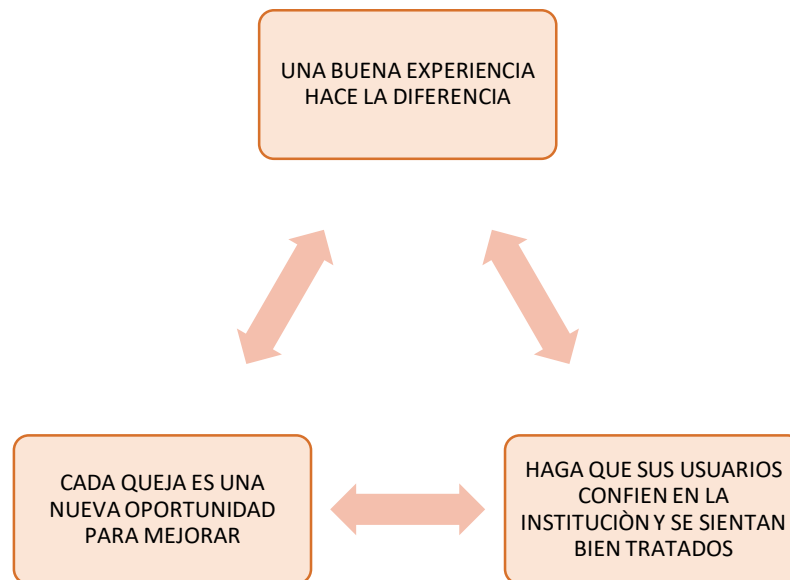 UNA BUENA EXPERIENCIA
HACE LA DIFERENCIA
CADA QUEJA ES UNA
NUEVA OPORTUNIDAD
PARA MEJORAR
HAGA QUE SUS USUARIOS
CONFIEN EN LA
INSTITUCIÒN Y SE SIENTAN
BIEN TRATADOS